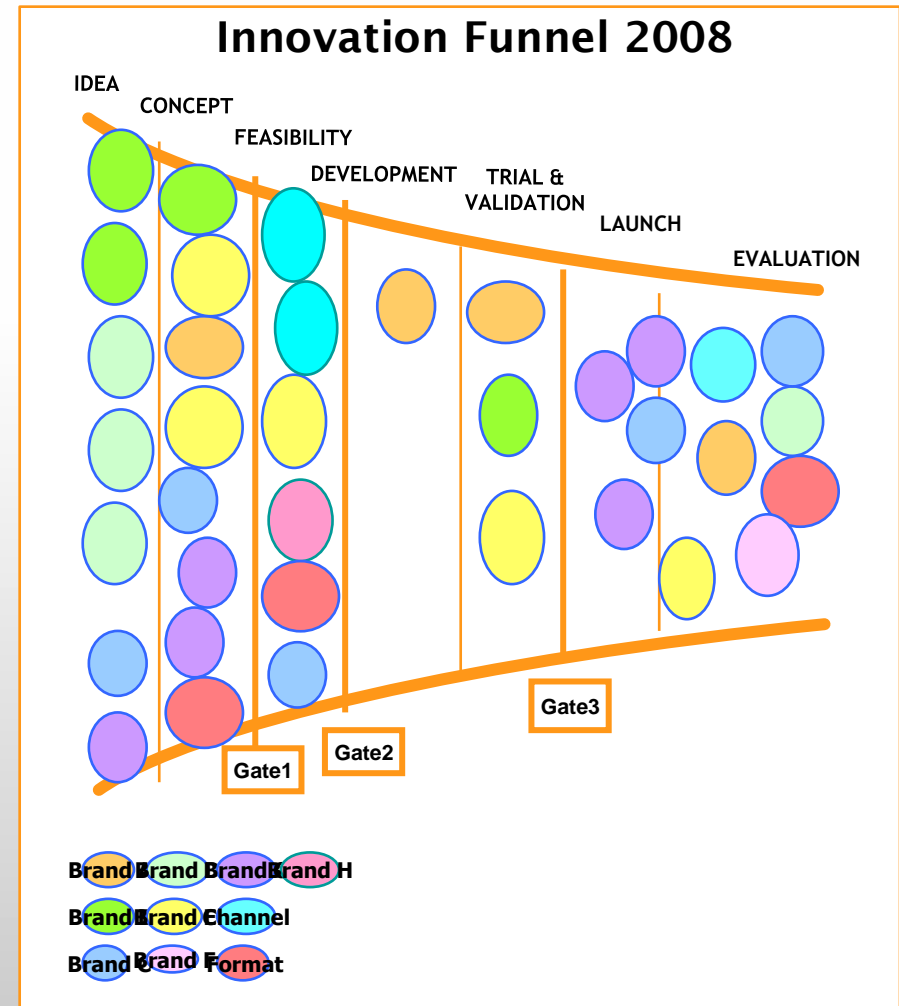 Innovation Funnel 2008
IDEA
CONCEPT
FEASIBILITY
DEVELOPMENT
TRIAL &
VALIDATION
LAUNCH
EVALUATION
Gate3
Gate2
Gate1
Brand Brand Brand Brand H
Brand Brand Channel
Brand Brand Format